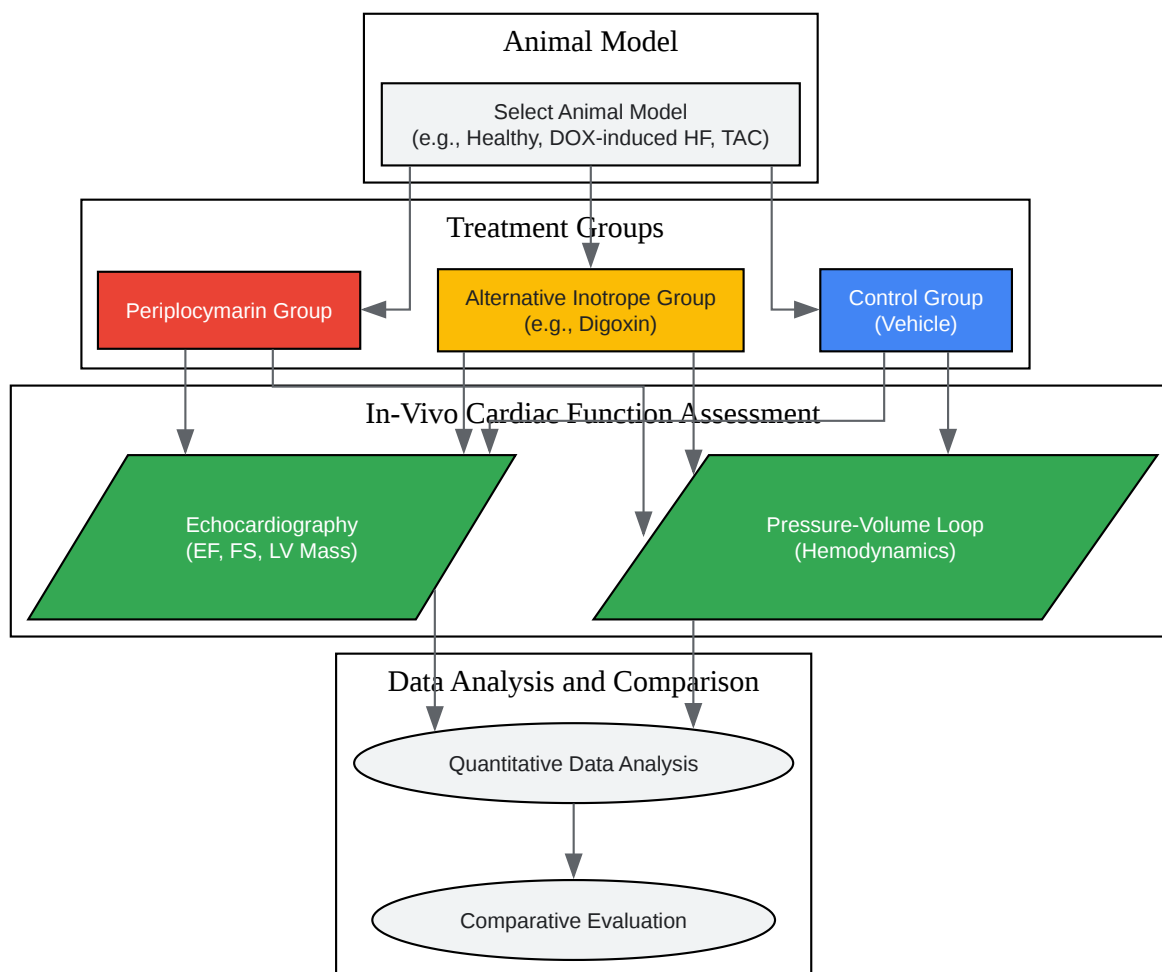 Animal Model
Select Animal Model
(e.g., Healthy, DOX-induced HF, TAC)
Treatment Groups
Periplocymarin Group
Alternative Inotrope Group
(e.g., Digoxin)
Control Group
(Vehicle)
In-Vivo Cardiac Function Assessment
Echocardiography
(EF, FS, LV Mass)
Pressure-Volume Loop
(Hemodynamics)
Data Analysis and Comparison
Quantitative Data Analysis
Comparative Evaluation